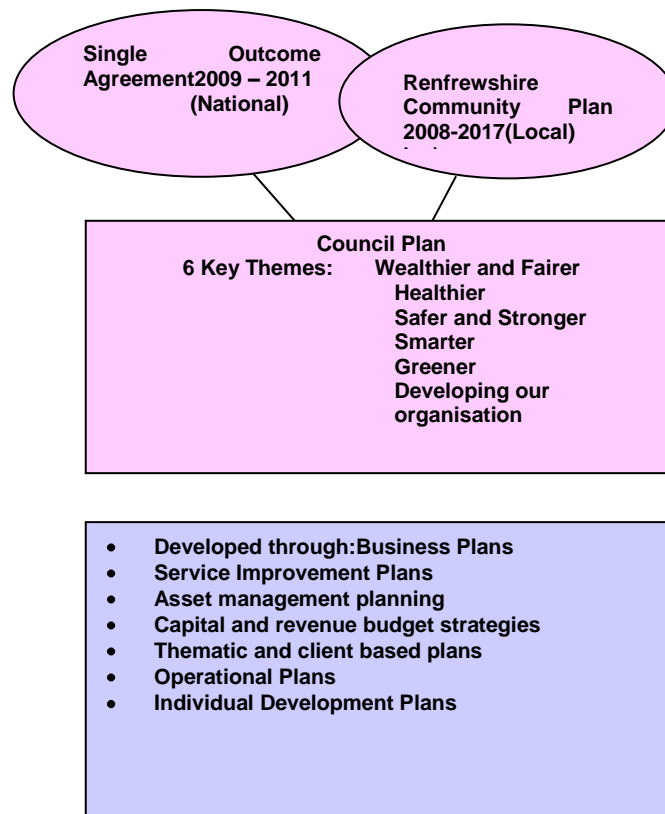 Single Outcome
Agreement2009 – 2011
(National)
Renfrewshire
Community Plan
2008-2017(Local)
Council Plan
6 Key Themes: Wealthier and Fairer
Healthier
Safer and Stronger
Smarter
Greener
Developing our
organisation
• Developed through:Business Plans
• Service Improvement Plans
• Asset management planning
• Capital and revenue budget strategies
• Thematic and client based plans
• Operational Plans
• Individual Development Plans